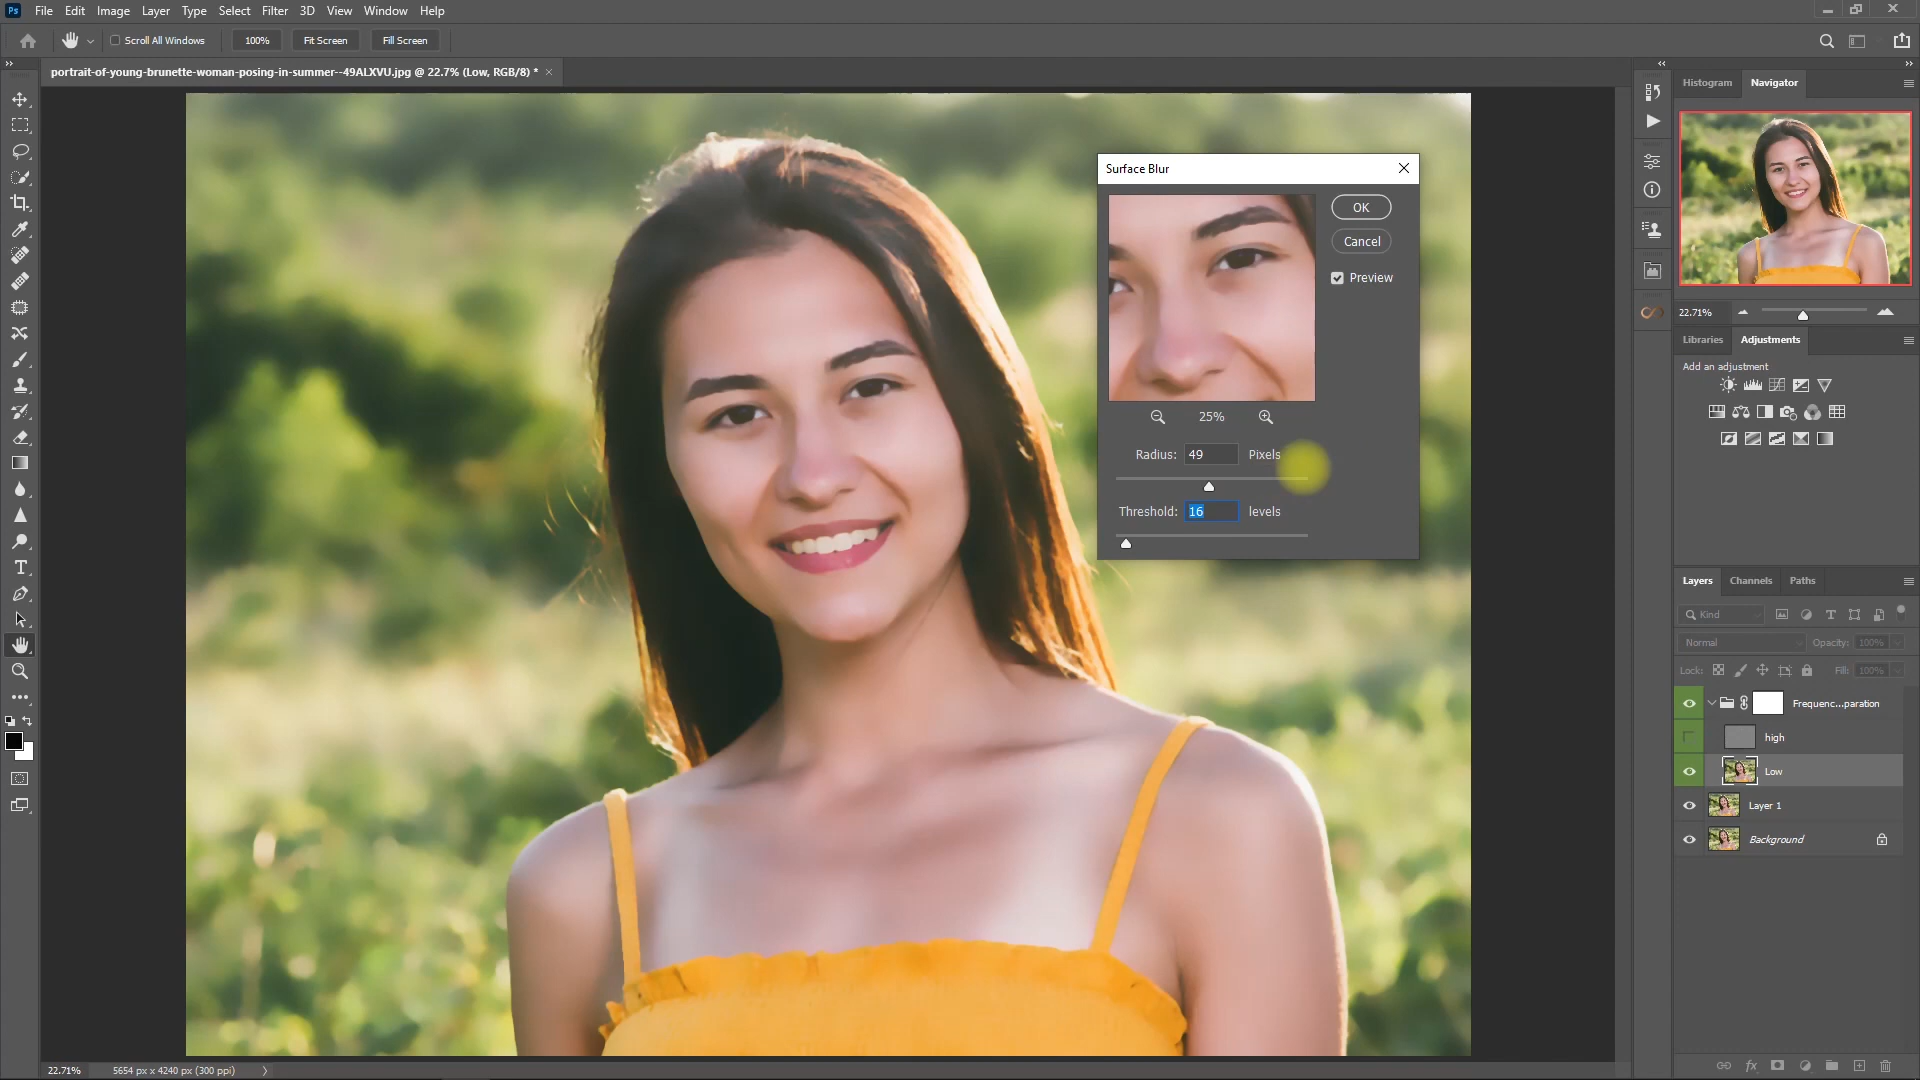 Ps File Edit Image Layer Type Select Filter 3D View Window Help
Scroll All Windows 100% Fit Screen Fill Screen
portrait-of-young-brunette-woman-posing-in-summer--49ALXVU.jpg @ 22.7% (Low, RGB/8) * ×
Histogram Navigator
Surface Blur
OK
Cancel
Preview
25%
Radius: 49 Pixels
Threshold: 16 levels
22.71%
Libraries Adjustments
Add an adjustment
Layers Channels Paths
Kind
Normal Opacity: 100%
Lock: Fill: 100%
Frequenc...paration
high
Low
Layer 1
Background
22.71% 5654 px x 4240 px (300 ppi)